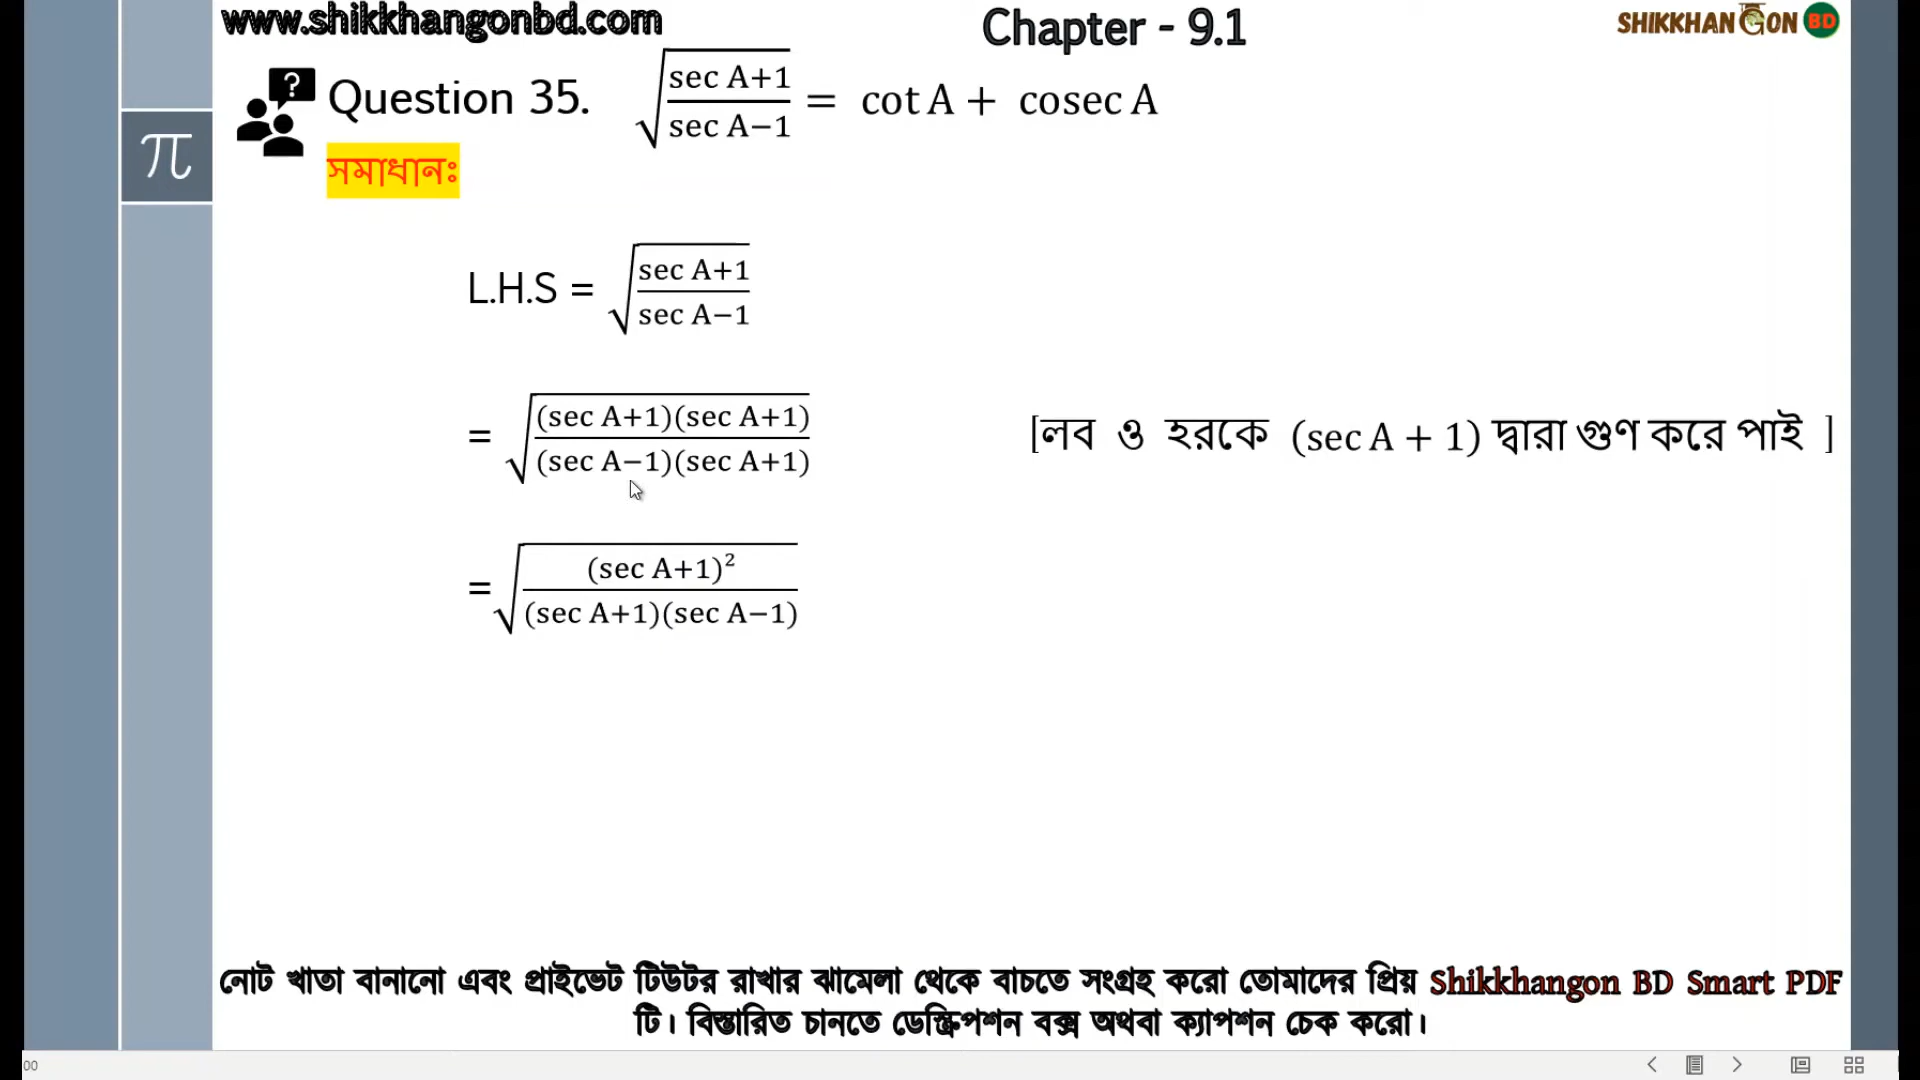 www.shikkhangonbd.com
Chapter - 9.1
SHIKKHANGON BD
?
Question 35. √((sec A+1)/(sec A−1)) = cot A + cosec A
π
সমাধানঃ
L.H.S = √((sec A+1)/(sec A−1))
= √(((sec A+1)(sec A+1))/((sec A−1)(sec A+1))) [লব ও হরকে (sec A + 1) দ্বারা গুণ করে পাই ]
= √((sec A+1)²/((sec A+1)(sec A−1)))
নোট খাতা বানানো এবং প্রাইভেট টিউটর রাখার ঝামেলা থেকে বাচতে সংগ্রহ করো তোমাদের প্রিয় Shikkhangon BD Smart PDF
টি। বিস্তারিত চানতে ডেস্ক্রিপশন বক্স অথবা ক্যাপশন চেক করো।
00